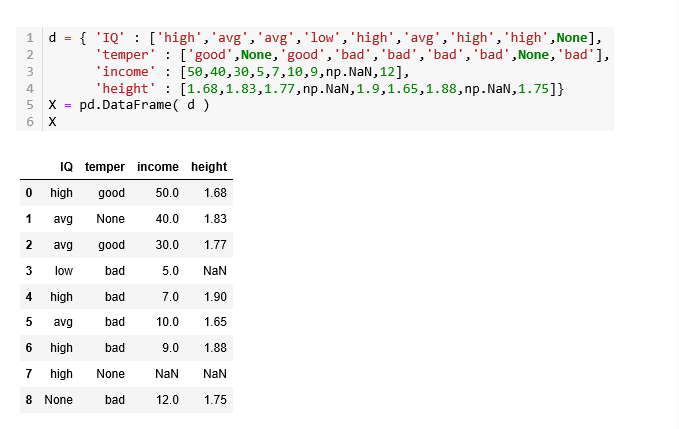 1 d = { 'IQ' : ['high','avg','avg','low','high','avg','high','high',None],
2 'temper' : ['good',None,'good','bad','bad','bad','bad',None,'bad'],
3 'income' : [50,40,30,5,7,10,9,np.NaN,12],
4 'height' : [1.68,1.83,1.77,np.NaN,1.9,1.65,1.88,np.NaN,1.75]}
5 X = pd.DataFrame( d )
6 X
IQ temper income height
0 high good 50.0 1.68
1 avg None 40.0 1.83
2 avg good 30.0 1.77
3 low bad 5.0 NaN
4 high bad 7.0 1.90
5 avg bad 10.0 1.65
6 high bad 9.0 1.88
7 high None NaN NaN
8 None bad 12.0 1.75